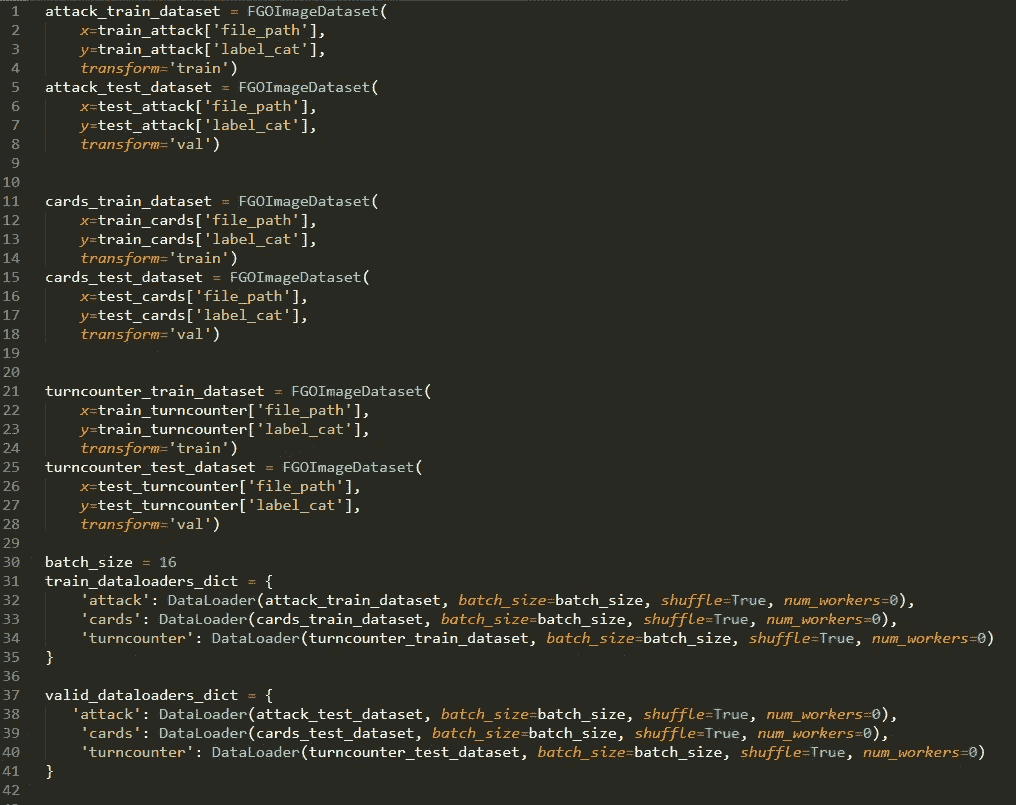 1 attack_train_dataset = FGOImageDataset(
2 x=train_attack['file_path'],
3 y=train_attack['label_cat'],
4 transform='train')
5 attack_test_dataset = FGOImageDataset(
6 x=test_attack['file_path'],
7 y=test_attack['label_cat'],
8 transform='val')
9
10
11 cards_train_dataset = FGOImageDataset(
12 x=train_cards['file_path'],
13 y=train_cards['label_cat'],
14 transform='train')
15 cards_test_dataset = FGOImageDataset(
16 x=test_cards['file_path'],
17 y=test_cards['label_cat'],
18 transform='val')
19
20
21 turncounter_train_dataset = FGOImageDataset(
22 x=train_turncounter['file_path'],
23 y=train_turncounter['label_cat'],
24 transform='train')
25 turncounter_test_dataset = FGOImageDataset(
26 x=test_turncounter['file_path'],
27 y=test_turncounter['label_cat'],
28 transform='val')
29
30 batch_size = 16
31 train_dataloaders_dict = {
32 'attack': DataLoader(attack_train_dataset, batch_size=batch_size, shuffle=True, num_workers=0),
33 'cards': DataLoader(cards_train_dataset, batch_size=batch_size, shuffle=True, num_workers=0),
34 'turncounter': DataLoader(turncounter_train_dataset, batch_size=batch_size, shuffle=True, num_workers=0)
35 }
36
37 valid_dataloaders_dict = {
38 'attack': DataLoader(attack_test_dataset, batch_size=batch_size, shuffle=True, num_workers=0),
39 'cards': DataLoader(cards_test_dataset, batch_size=batch_size, shuffle=True, num_workers=0),
40 'turncounter': DataLoader(turncounter_test_dataset, batch_size=batch_size, shuffle=True, num_workers=0)
41 }
42